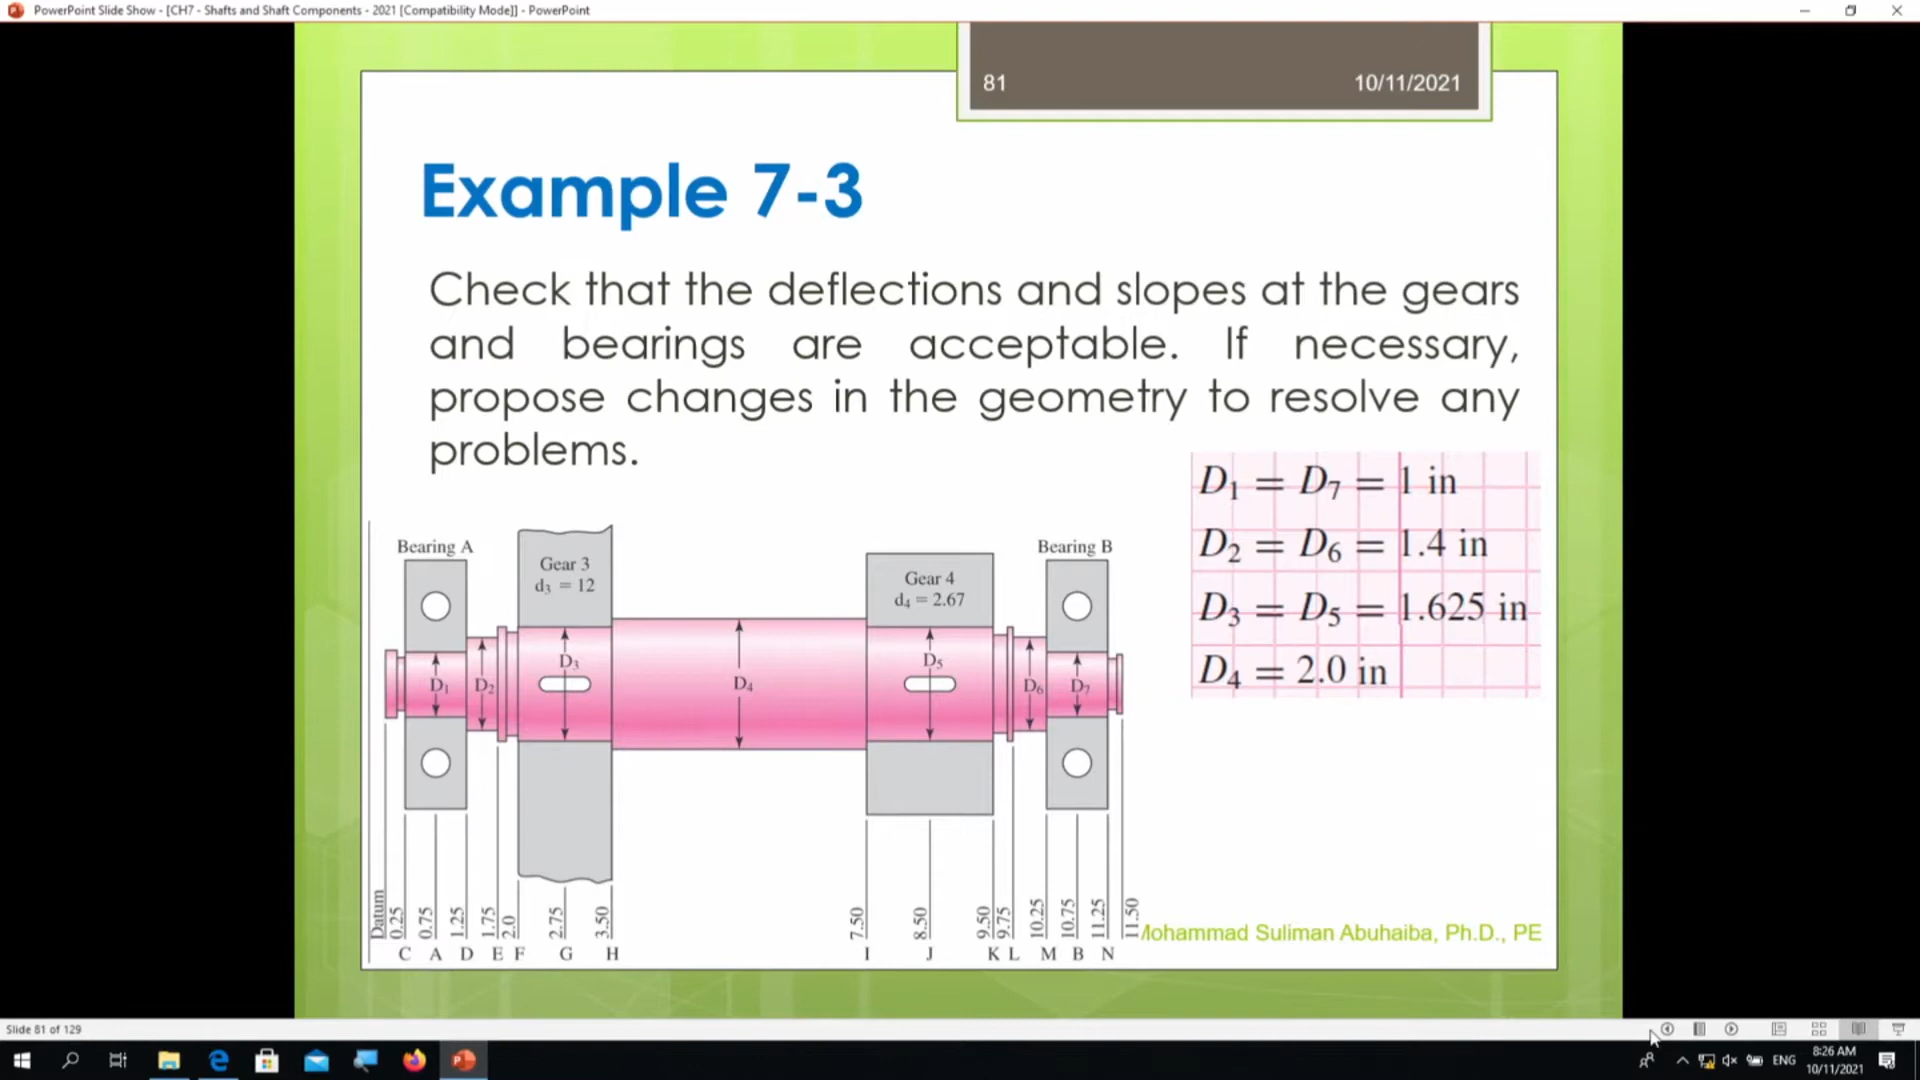 PowerPoint Slide Show - [CH7 - Shafts and Shaft Components - 2021 [Compatibility Mode]] - PowerPoint
81
10/11/2021
Example 7-3
Check that the deflections and slopes at the gears
and bearings are acceptable. If necessary,
propose changes in the geometry to resolve any
problems.
D₁ = D₇ = 1 in
D₂ = D₆ = 1.4 in
D₃ = D₅ = 1.625 in
D₄ = 2.0 in
Bearing A
Gear 3
d₃ = 12
Gear 4
d₄ = 2.67
Bearing B
D₁
D₂
D₃
D₄
D₅
D₆
D₇
Datum
0.25
0.75
1.25
1.75
2.0
2.75
3.50
7.50
8.50
9.50
9.75
10.25
10.75
11.25
11.50
C A D E F G H I J K L M B N
Mohammad Suliman Abuhaiba, Ph.D., PE
Slide 81 of 129
ENG
8:26 AM
10/11/2021